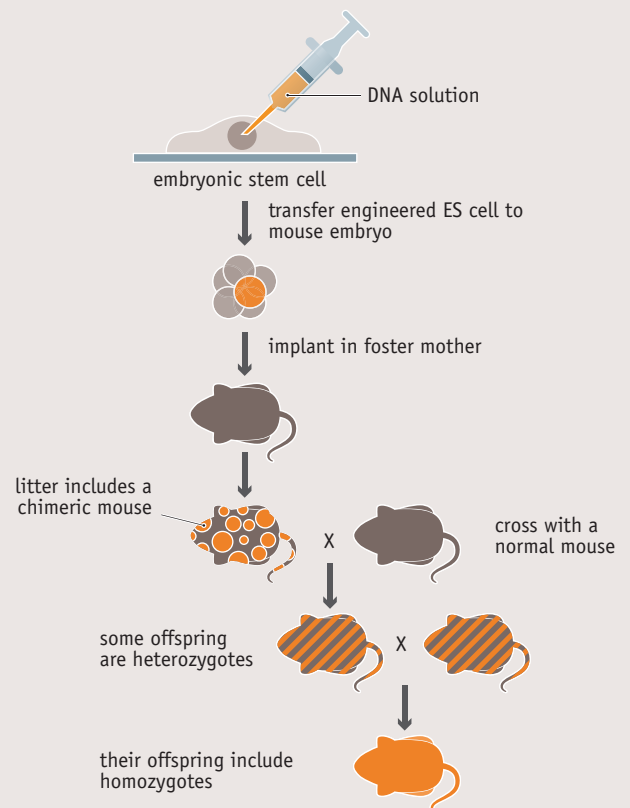 DNA solution
embryonic stem cell
transfer engineered ES cell to
mouse embryo
implant in foster mother
litter includes a
chimeric mouse
X
cross with a
normal mouse
some offspring
are heterozygotes
X
their offspring include
homozygotes